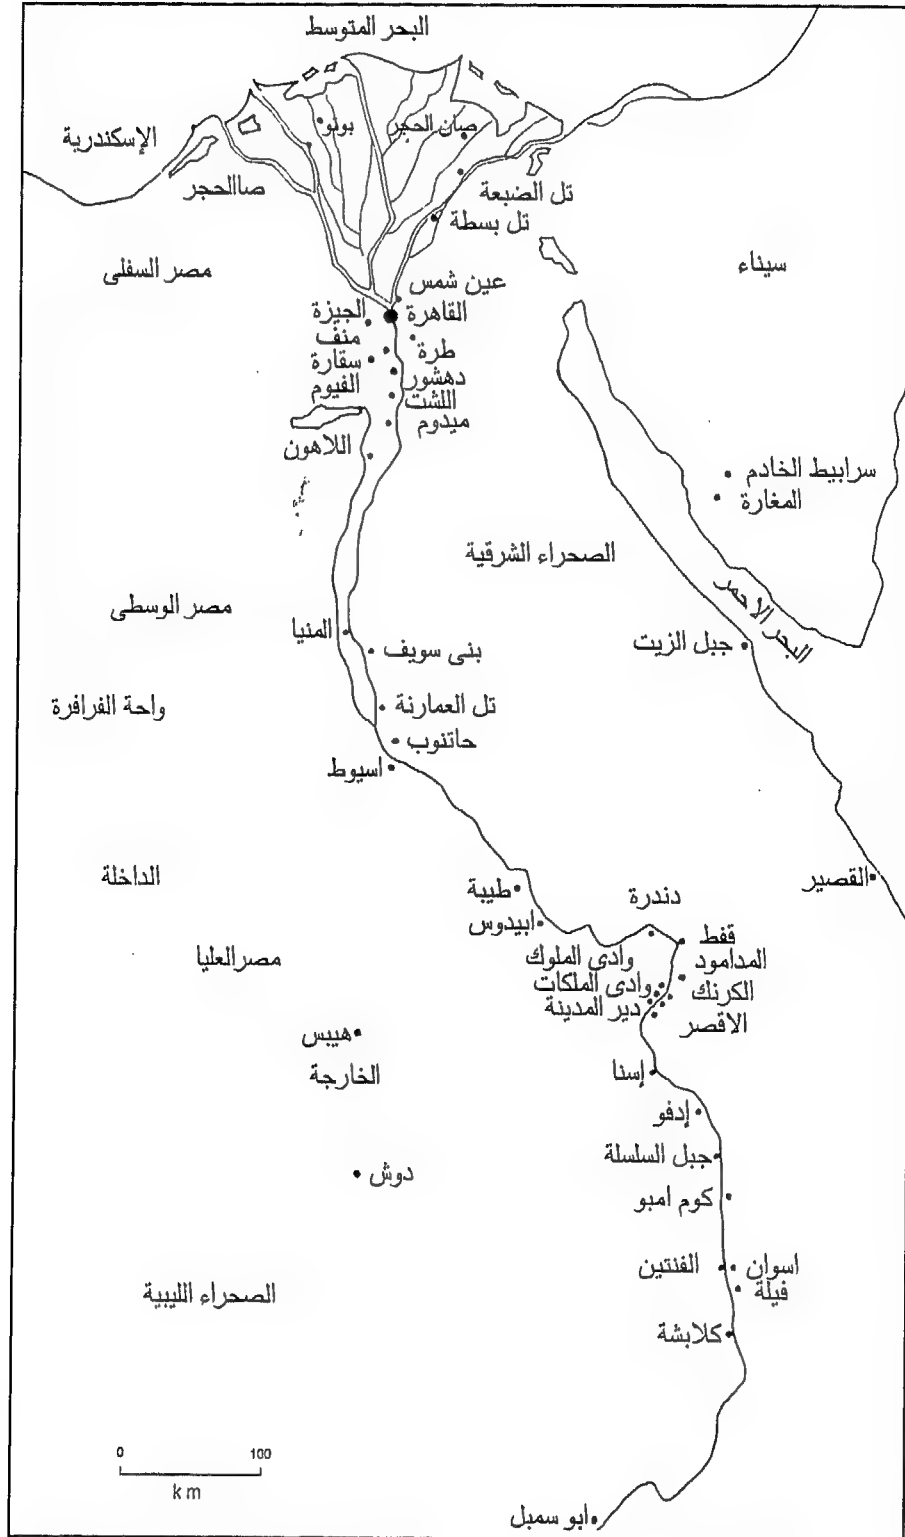 البحر المتوسط
الإسكندرية
بوتو
صان الحجر
صاالحجر
تل الضبعة
تل بسطة
مصر السفلى
سيناء
عين شمس
الجيزة
القاهرة
منف
طرة
سقارة
دهشور
الفيوم
اللشت
ميدوم
اللاهون
سرابيط الخادم
المغارة
الصحراء الشرقية
البحر الأحمر
مصر الوسطى
المنيا
بنى سويف
جبل الزيت
واحة الفرافرة
تل العمارنة
حاتنوب
اسيوط
الداخلة
طيبة
القصير
دندرة
ابيدوس
قفط
مصرالعليا
وادى الملوك
المدامود
وادى الملكات
الكرنك
دير المدينة
الاقصر
هيبس
الخارجة
إسنا
إدفو
جبل السلسلة
دوش
كوم امبو
الفنتين
اسوان
فيلة
الصحراء الليبية
كلابشة
0 100
km
ابو سمبل